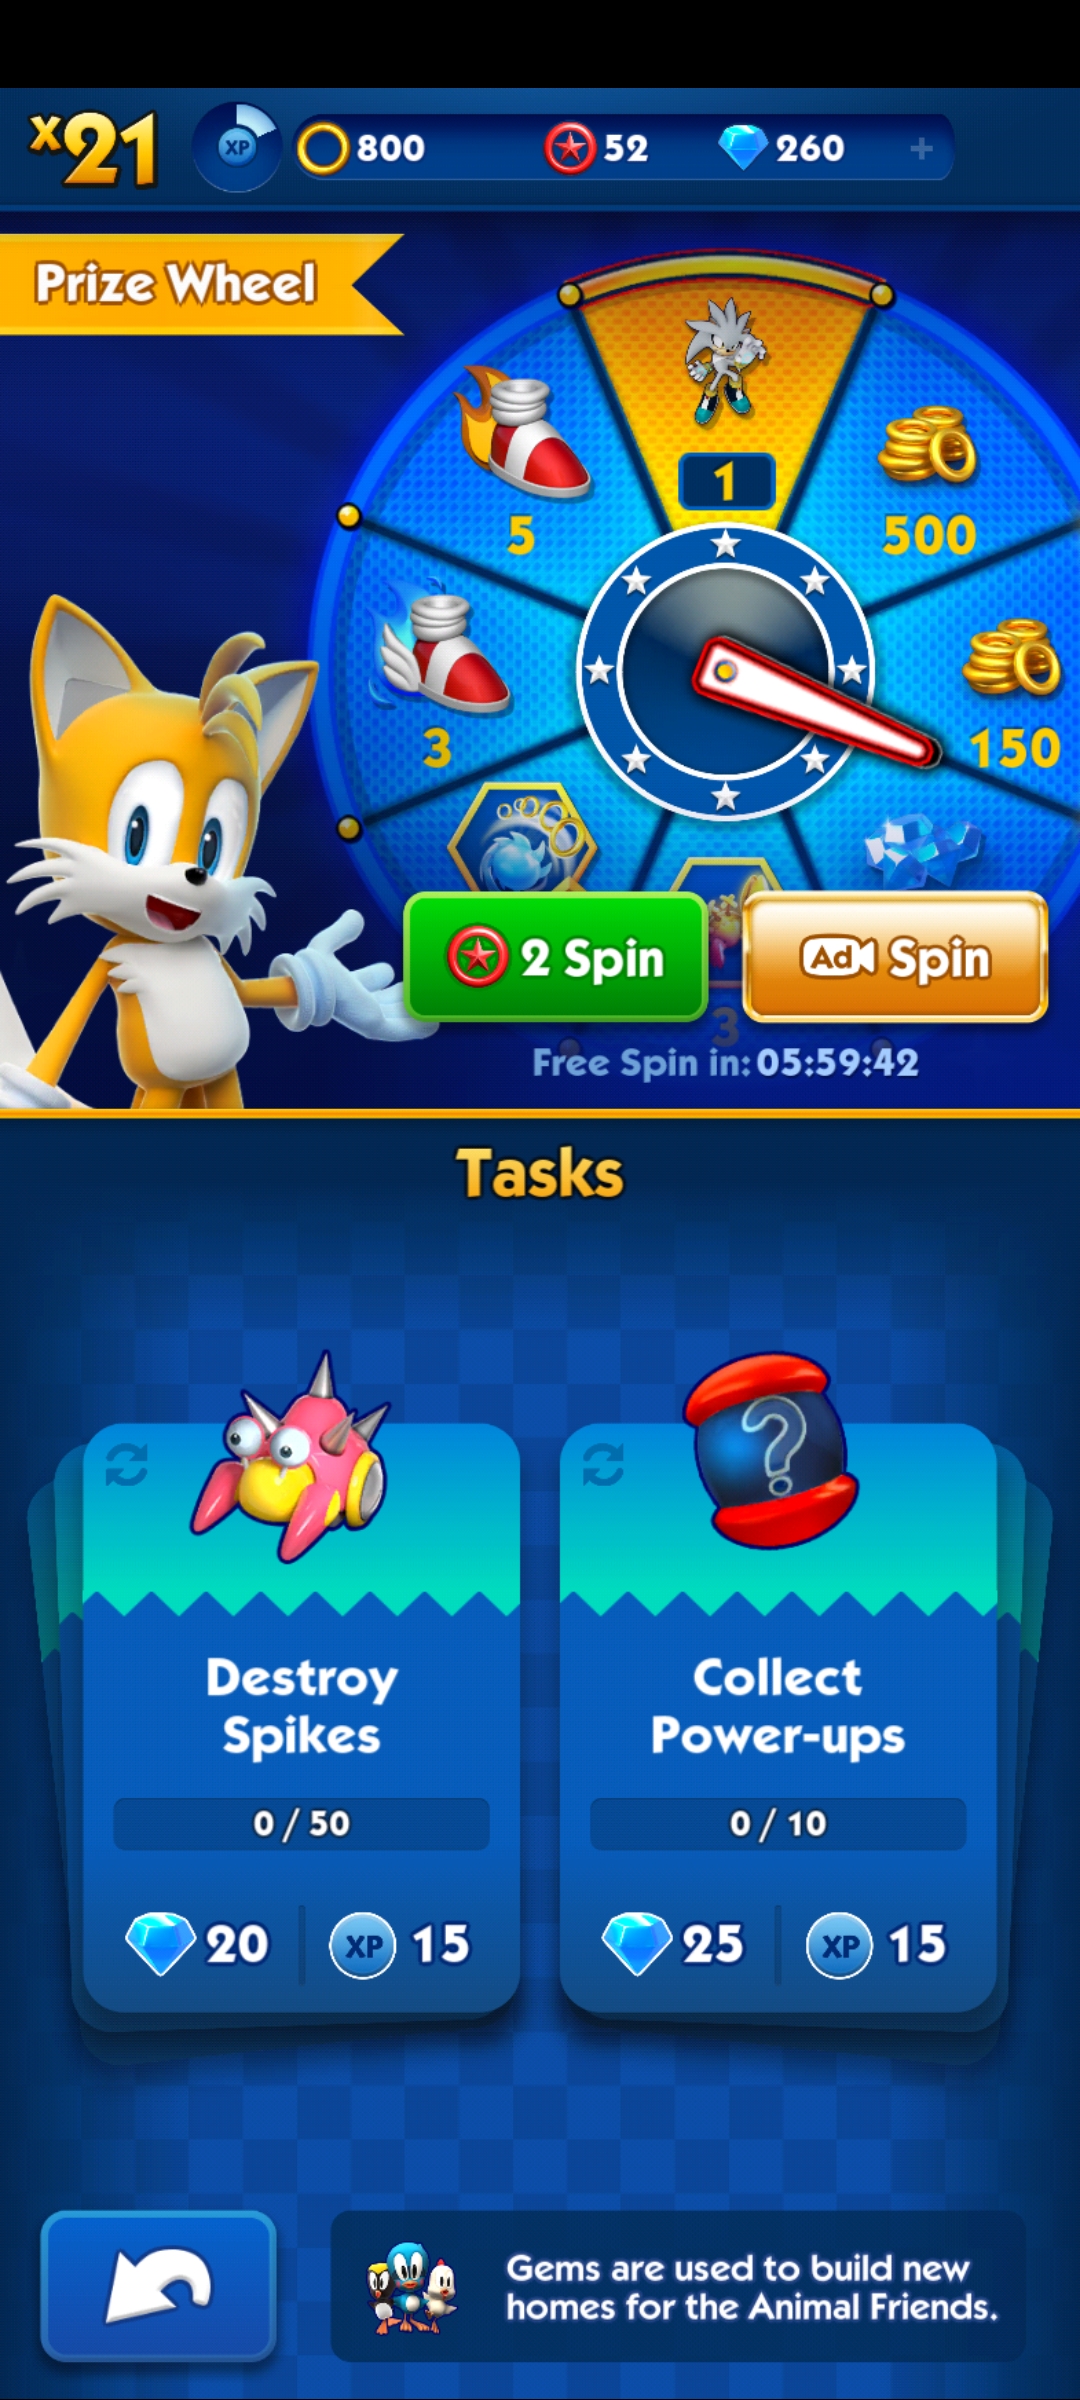 x21
XP
800
52
260
+
Prize Wheel
1
5
500
3
150
2 Spin
Ad Spin
3
Free Spin in: 05:59:42
Tasks
?
Destroy
Spikes
0 / 50
20
XP 15
Collect
Power-ups
0 / 10
25
XP 15
Gems are used to build new
homes for the Animal Friends.